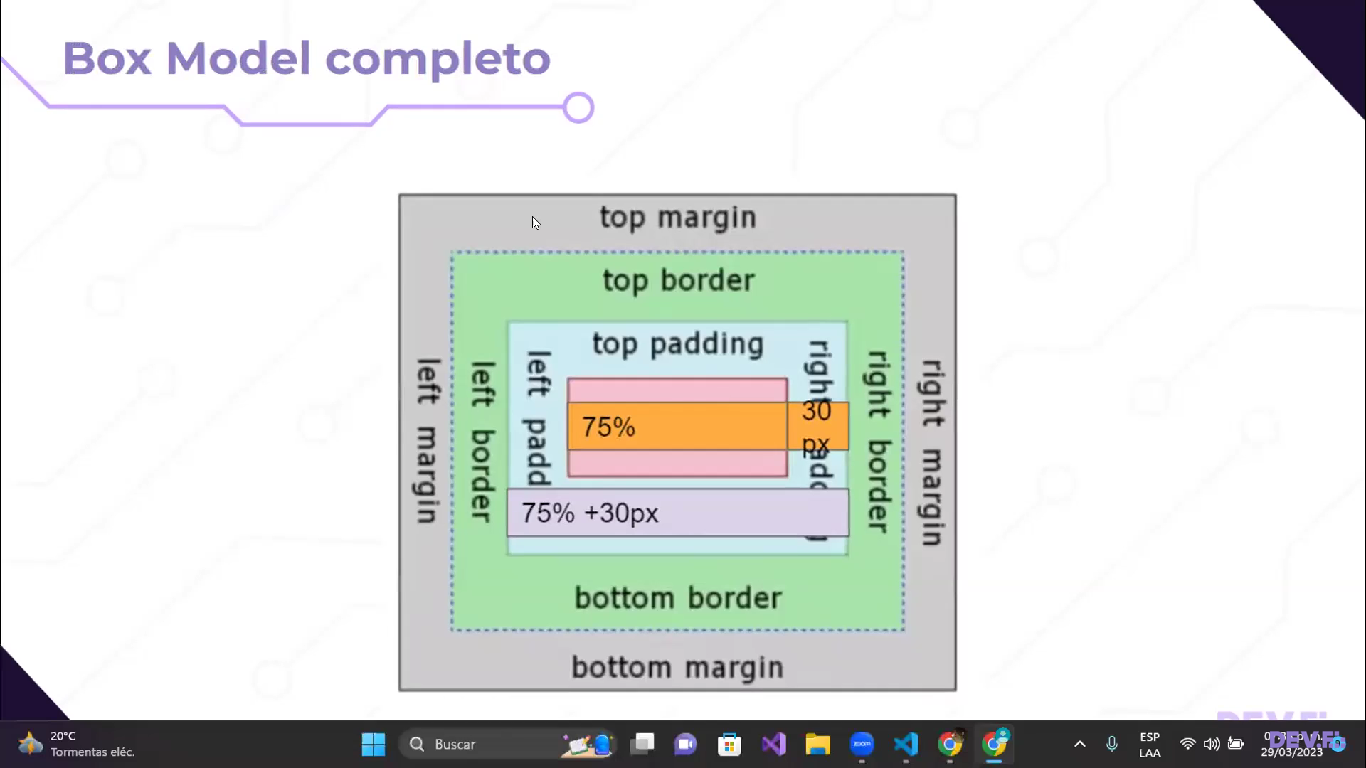 Box Model completo
top margin
top border
top padding
left margin
left border
left padd
right
right border
right margin
75%
30
px
75% +30px
bottom border
bottom margin
20°C
Tormentas eléc.
Buscar
zoom
ESP
LAA
29/03/2023
DEV.F: